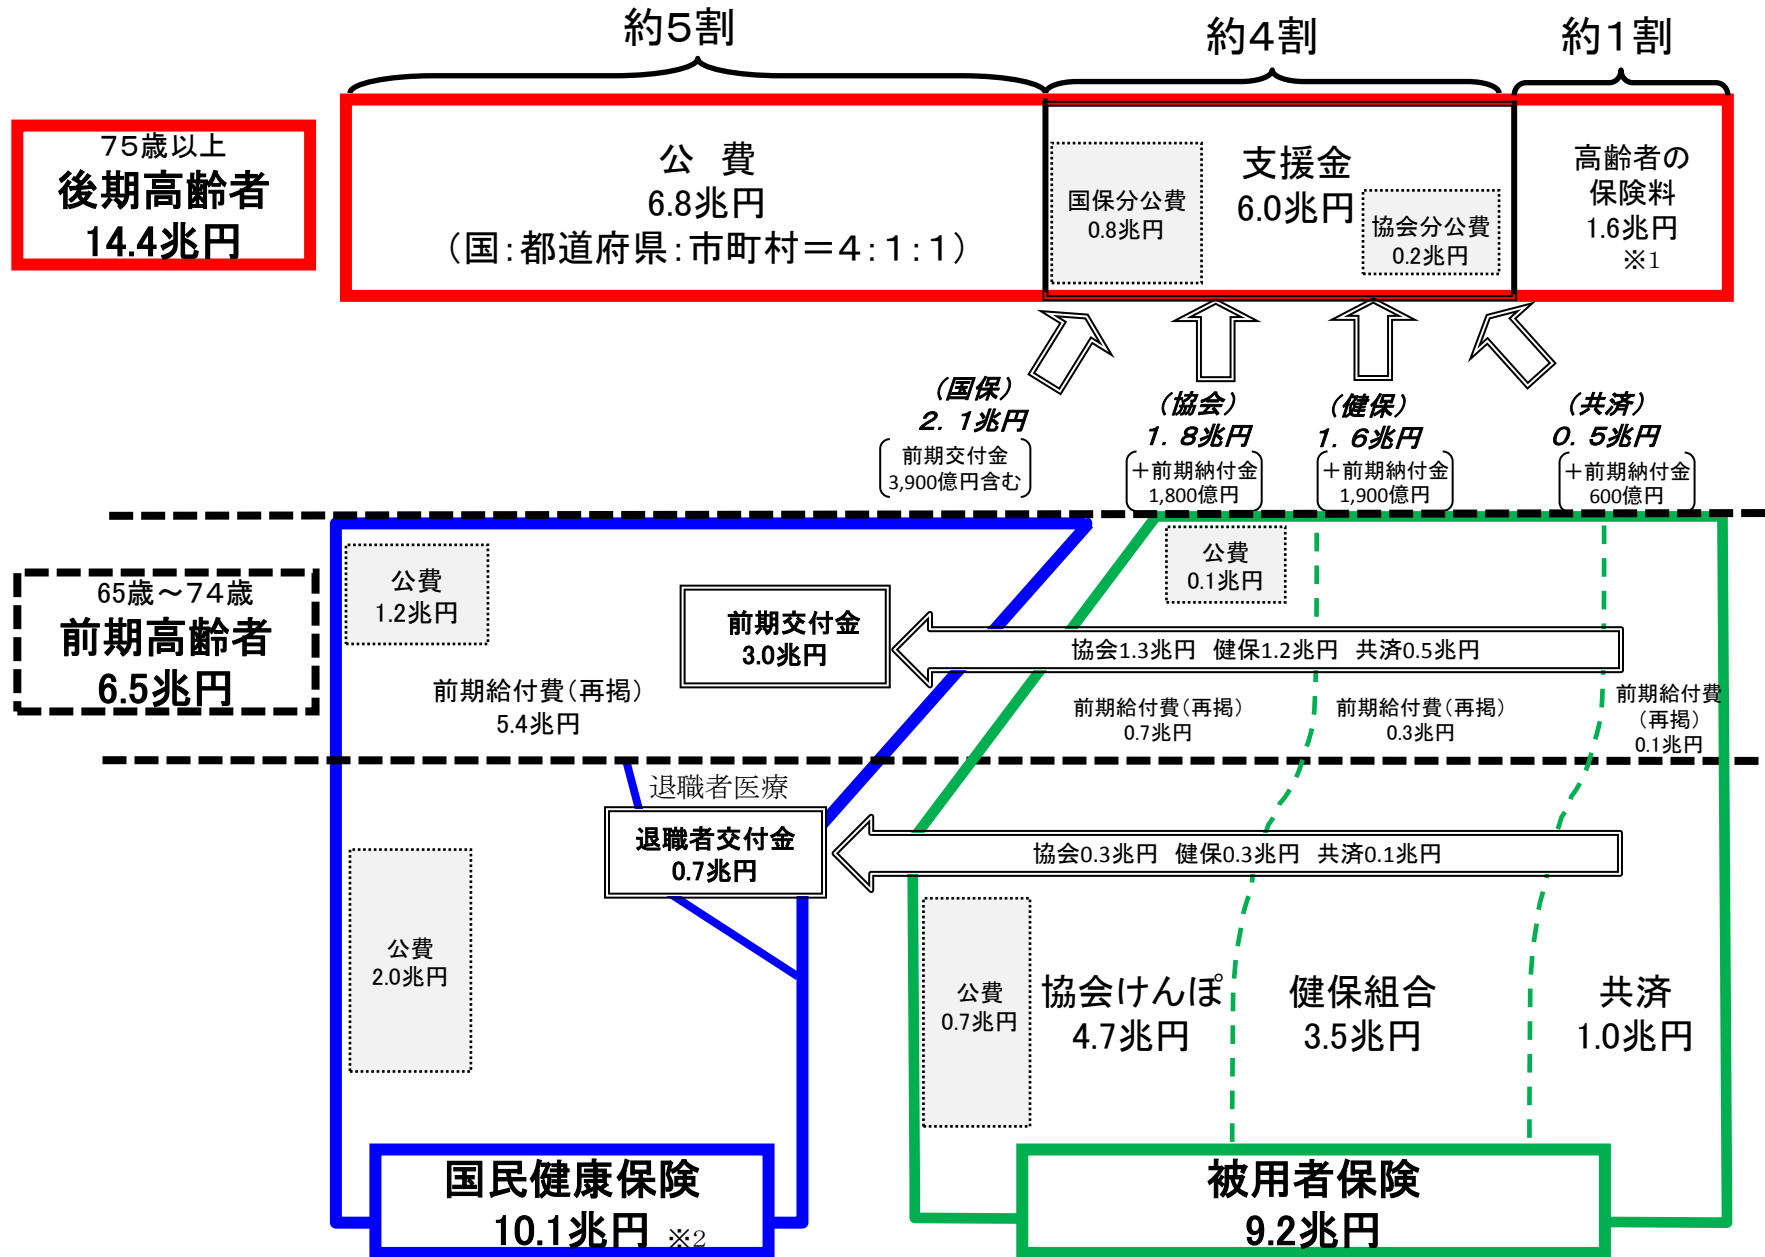 約5割
約4割
約1割
75歳以上
後期高齢者
14.4兆円
公 費
6.8兆円
（国：都道府県：市町村＝4：1：1）
国保分公費
0.8兆円
支援金
6.0兆円
協会分公費
0.2兆円
高齢者の
保険料
1.6兆円
※1
（国保）
2．1兆円
前期交付金
3,900億円含む
（協会）
1．8兆円
＋前期納付金
1,800億円
（健保）
1．6兆円
＋前期納付金
1,900億円
（共済）
0．5兆円
＋前期納付金
600億円
65歳～74歳
前期高齢者
6.5兆円
公費
1.2兆円
前期交付金
3.0兆円
前期給付費（再掲）
5.4兆円
公費
0.1兆円
協会1.3兆円 健保1.2兆円 共済0.5兆円
前期給付費（再掲）
0.7兆円
前期給付費（再掲）
0.3兆円
前期給付費
（再掲）
0.1兆円
退職者医療
退職者交付金
0.7兆円
協会0.3兆円 健保0.3兆円 共済0.1兆円
公費
2.0兆円
公費
0.7兆円
協会けんぽ
4.7兆円
健保組合
3.5兆円
共済
1.0兆円
国民健康保険
10.1兆円 ※2
被用者保険
9.2兆円